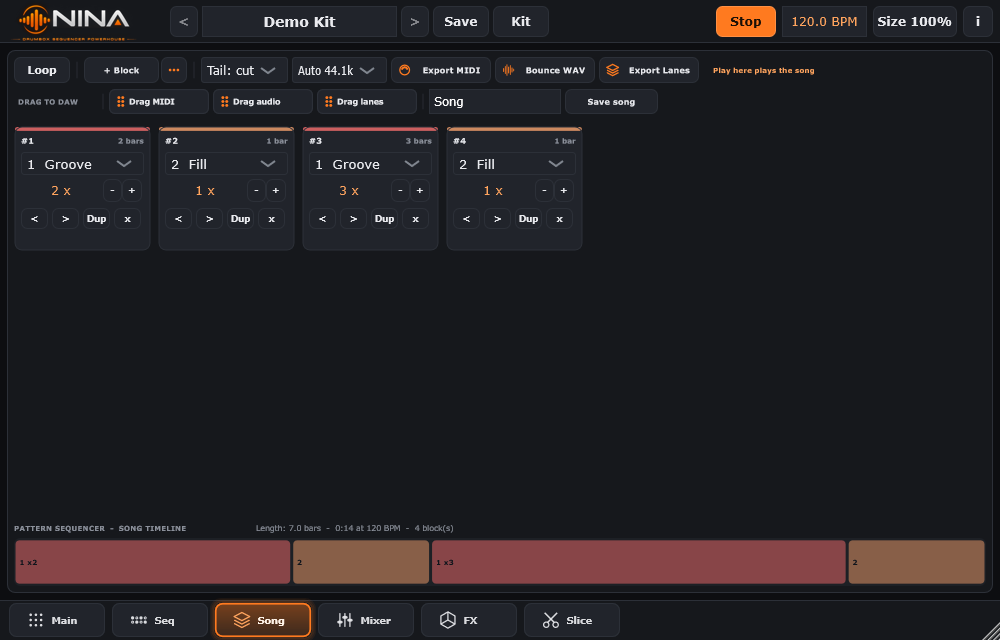 NINA < Demo Kit > Save Kit Stop 120.0 BPM Size 100% i
DRUMBOX SEQUENCER POWERHOUSE
Loop + Block ... Tail: cut Auto 44.1k Export MIDI Bounce WAV Export Lanes Play here plays the song
DRAG TO DAW Drag MIDI Drag audio Drag lanes Song Save song
#1 2 bars #2 1 bar #3 3 bars #4 1 bar
1 Groove 2 Fill 1 Groove 2 Fill
2 x - + 1 x - + 3 x - + 1 x - +
< > Dup x < > Dup x < > Dup x < > Dup x
PATTERN SEQUENCER - SONG TIMELINE Length: 7.0 bars - 0:14 at 120 BPM - 4 block(s)
1 x2 2 1 x3 2
Main Seq Song Mixer FX Slice